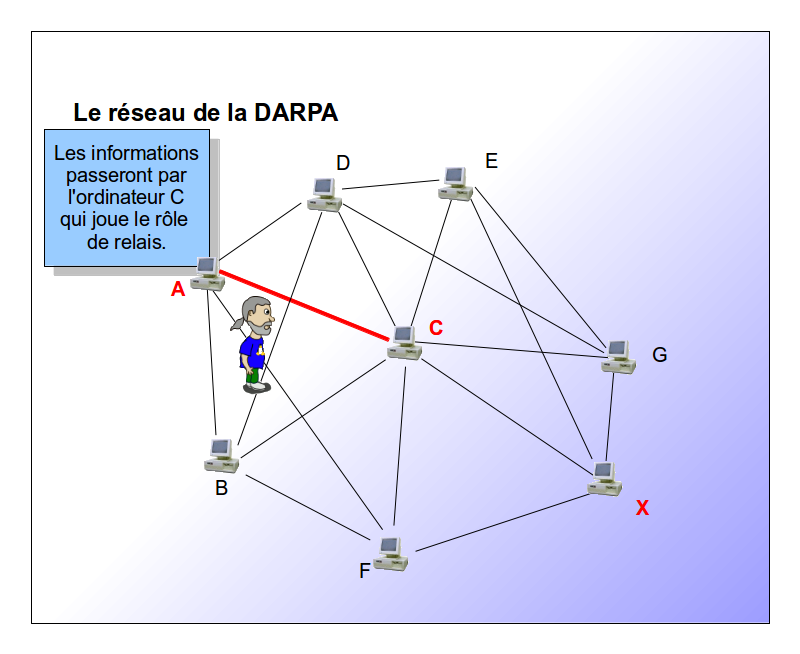 Le réseau de la DARPA
Les informations
passeront par
l'ordinateur C
qui joue le rôle
de relais.
D
E
A
C
G
B
X
F